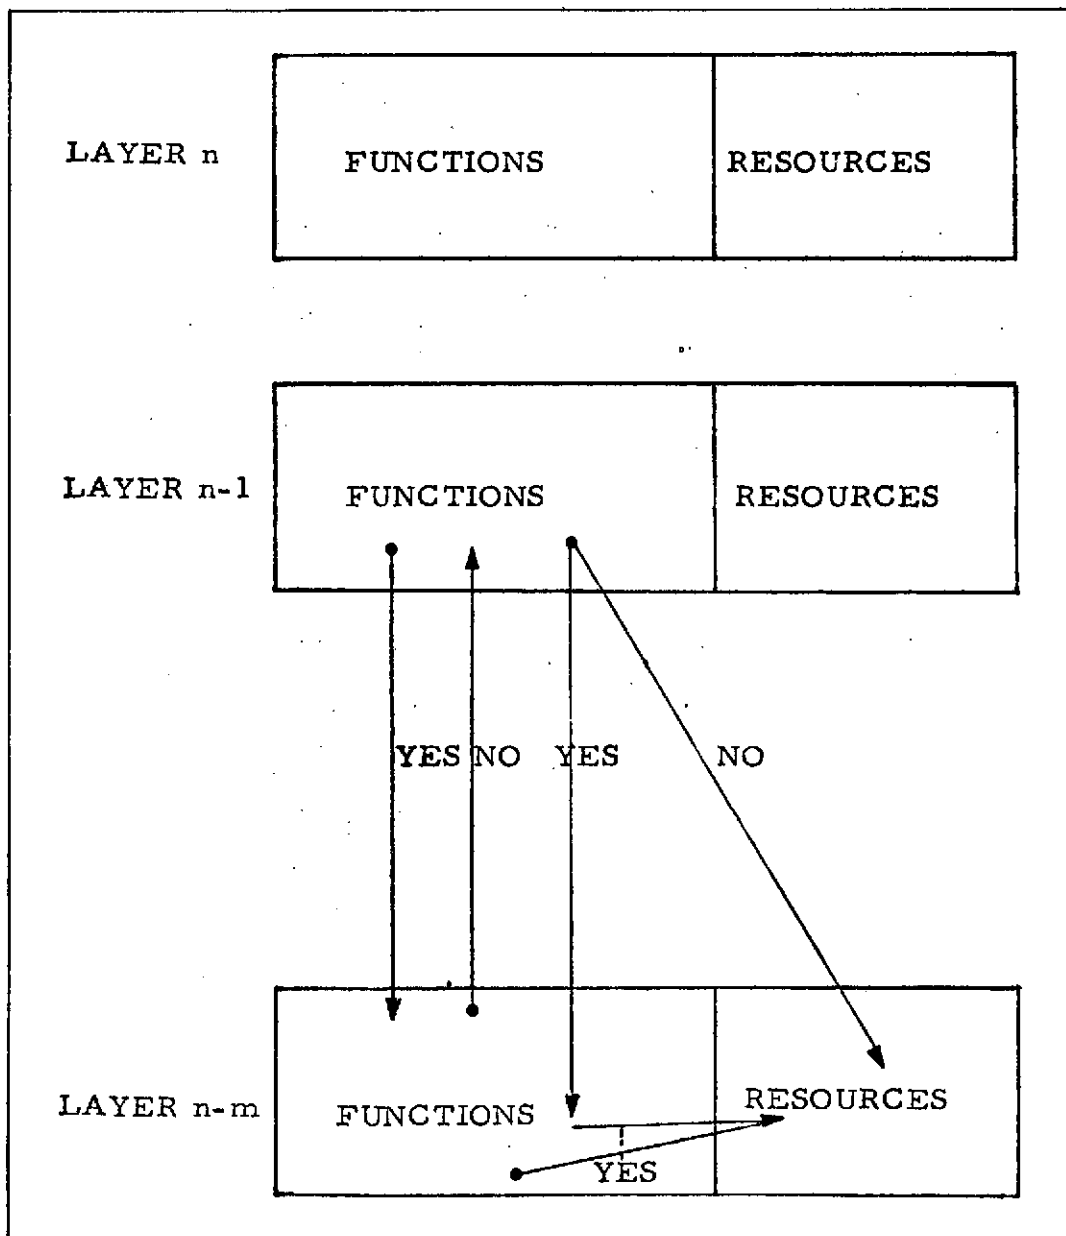 LAYER n FUNCTIONS RESOURCES
LAYER n-1 FUNCTIONS RESOURCES
YES NO YES NO
LAYER n-m FUNCTIONS RESOURCES
YES